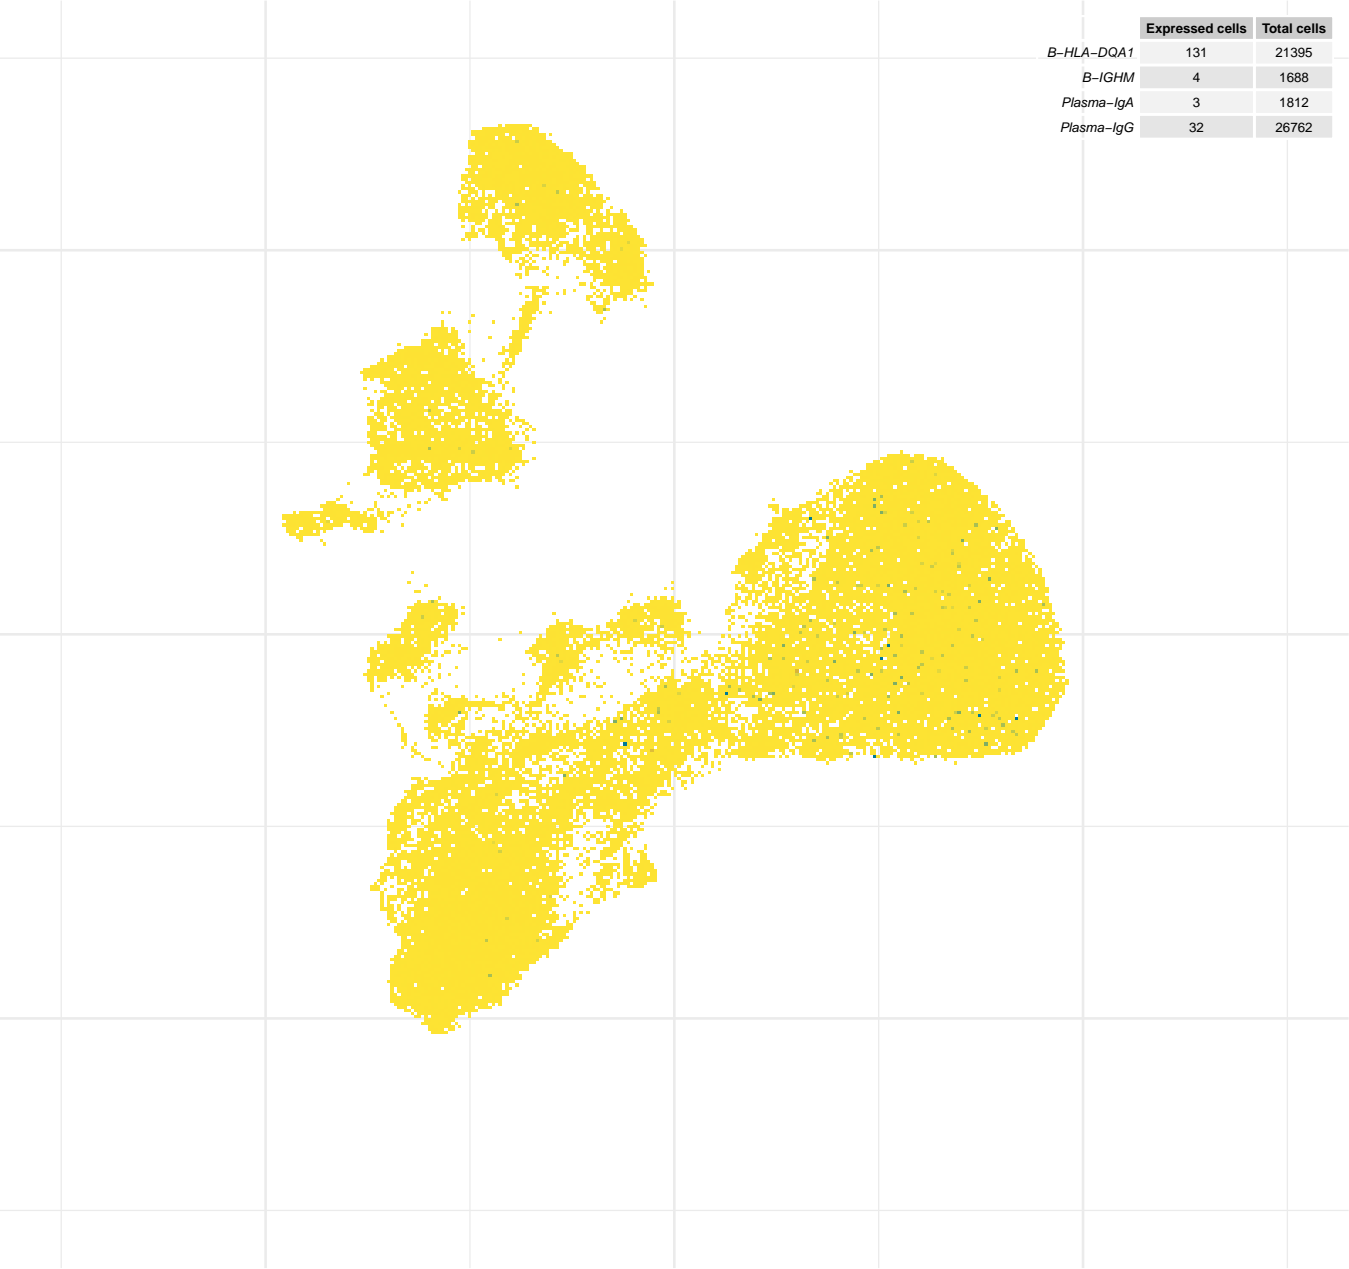 Expressed cells Total cells
B−HLA−DQA1 131 21395
B−IGHM 4 1688
Plasma−IgA 3 1812
Plasma−IgG 32 26762